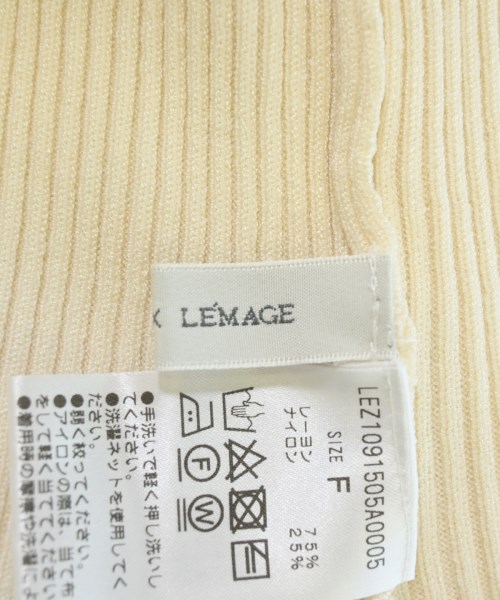 LÉMAGE
LEZ1091505A0005
SIZE F
レーヨン 75%
ナイロン 25%
●手洗いで軽く押し洗いし
てください。
●洗濯ネットを使用してく
ださい。
●弱く絞ってください。
●アイロンの際は、当て布
をして軽く当ててください。